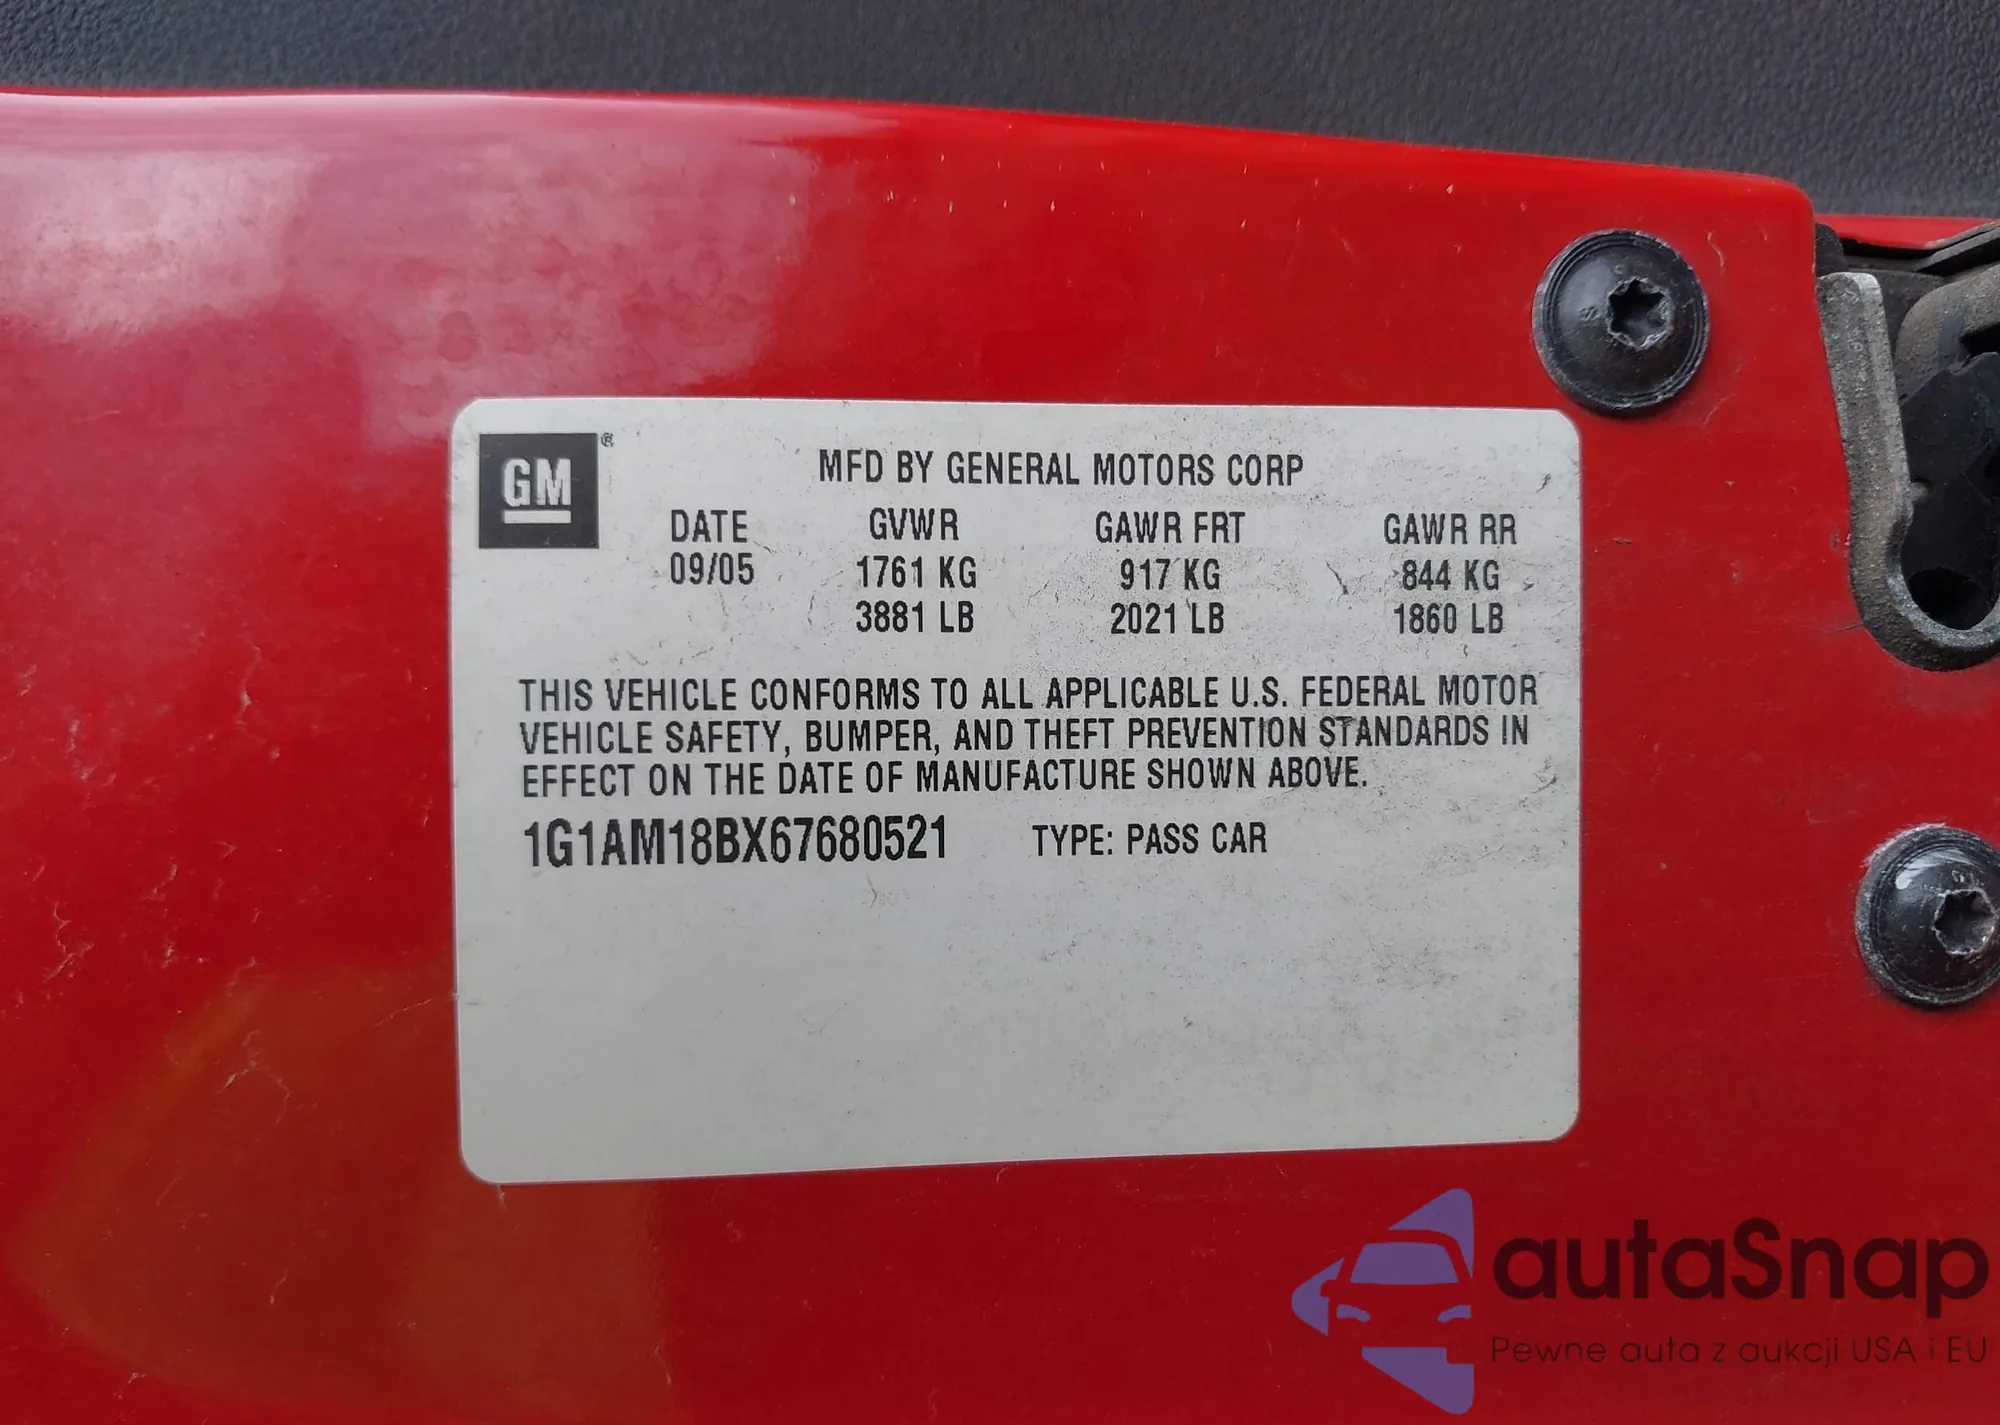 GM®
MFD BY GENERAL MOTORS CORP
DATE GVWR GAWR FRT GAWR RR
09/05 1761 KG 917 KG 844 KG
3881 LB 2021 LB 1860 LB
THIS VEHICLE CONFORMS TO ALL APPLICABLE U.S. FEDERAL MOTOR
VEHICLE SAFETY, BUMPER, AND THEFT PREVENTION STANDARDS IN
EFFECT ON THE DATE OF MANUFACTURE SHOWN ABOVE.
1G1AM18BX67680521 TYPE: PASS CAR
autaSnap
Pewne auta z aukcji USA i EU